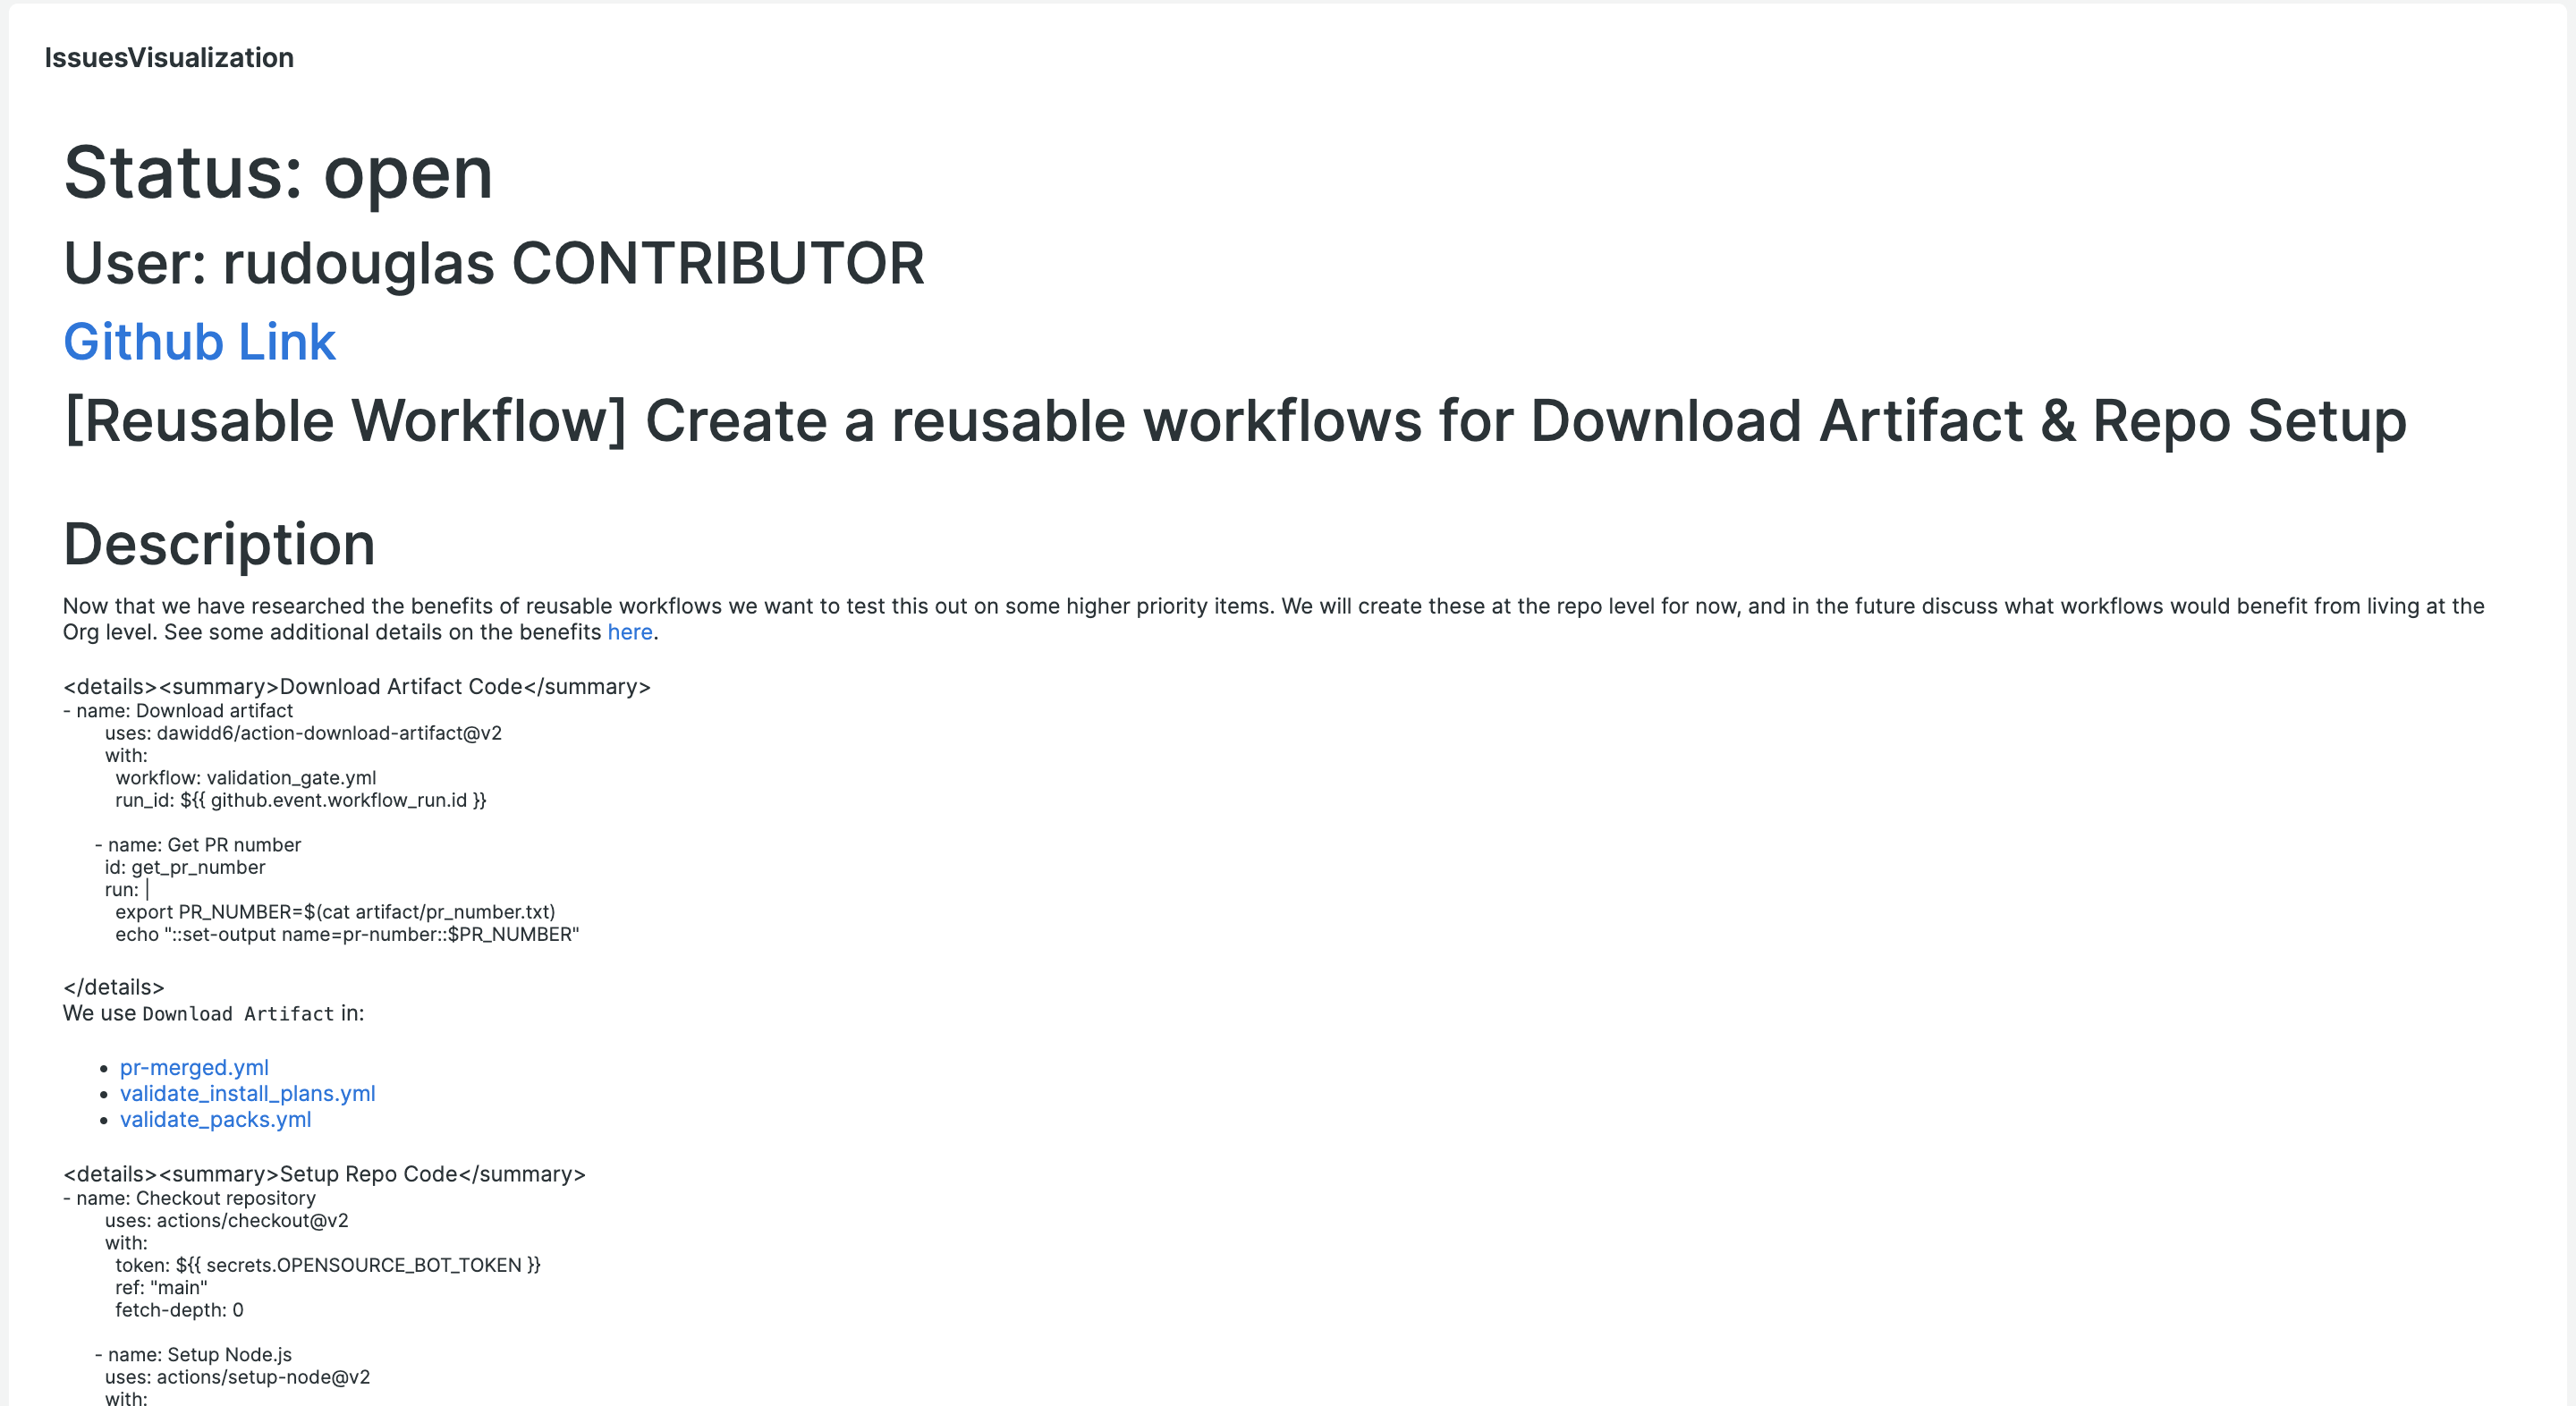 IssuesVisualization
Status: open
User: rudouglas CONTRIBUTOR
Github Link
[Reusable Workflow] Create a reusable workflows for Download Artifact & Repo Setup
Description
Now that we have researched the benefits of reusable workflows we want to test this out on some higher priority items. We will create these at the repo level for now, and in the future discuss what workflows would benefit from living at the
Org level. See some additional details on the benefits here.
<details><summary>Download Artifact Code</summary>
- name: Download artifact
uses: dawidd6/action-download-artifact@v2
with:
workflow: validation_gate.yml
run_id: ${{ github.event.workflow_run.id }}
- name: Get PR number
id: get_pr_number
run: |
export PR_NUMBER=$(cat artifact/pr_number.txt)
echo "::set-output name=pr-number::$PR_NUMBER"
</details>
We use Download Artifact in:
• pr-merged.yml
• validate_install_plans.yml
• validate_packs.yml
<details><summary>Setup Repo Code</summary>
- name: Checkout repository
uses: actions/checkout@v2
with:
token: ${{ secrets.OPENSOURCE_BOT_TOKEN }}
ref: "main"
fetch-depth: 0
- name: Setup Node.js
uses: actions/setup-node@v2
with: